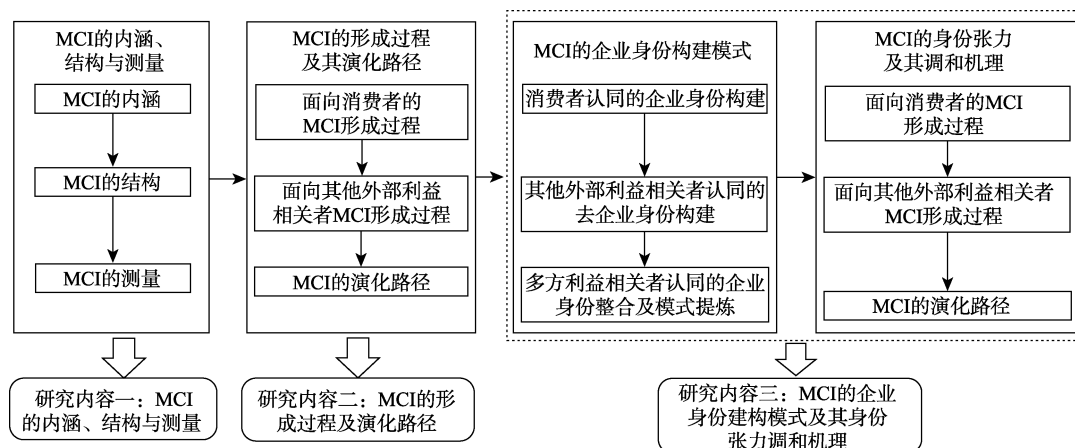 MCI的内涵、
结构与测量
MCI的内涵
MCI的结构
MCI的测量
研究内容一：MCI
的内涵、结构与测量
MCI的形成过程
及其演化路径
面向消费者的
MCI形成过程
面向其他外部利益
相关者MCI形成过程
MCI的演化路径
研究内容二：MCI的形
成过程及演化路径
MCI的企业身份构建模式
消费者认同的企业身份构建
其他外部利益相关者认同的
去企业身份构建
多方利益相关者认同的企业
身份整合及模式提炼
MCI的身份张力
及其调和机理
面向消费者的MCI
形成过程
面向其他外部利益相关者
MCI形成过程
MCI的演化路径
研究内容三：MCI的企业
身份建构模式及其身份
张力调和机理